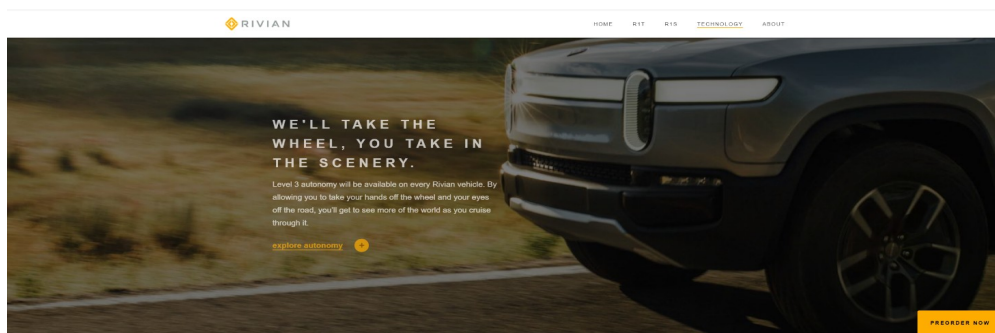 RIVIAN
HOME R1T R1S TECHNOLOGY ABOUT
WE'LL TAKE THE
WHEEL, YOU TAKE IN
THE SCENERY.
Level 3 autonomy will be available on every Rivian vehicle. By
allowing you to take your hands off the wheel and your eyes
off the road, you'll get to see more of the world as you cruise
through it.
explore autonomy +
PREORDER NOW